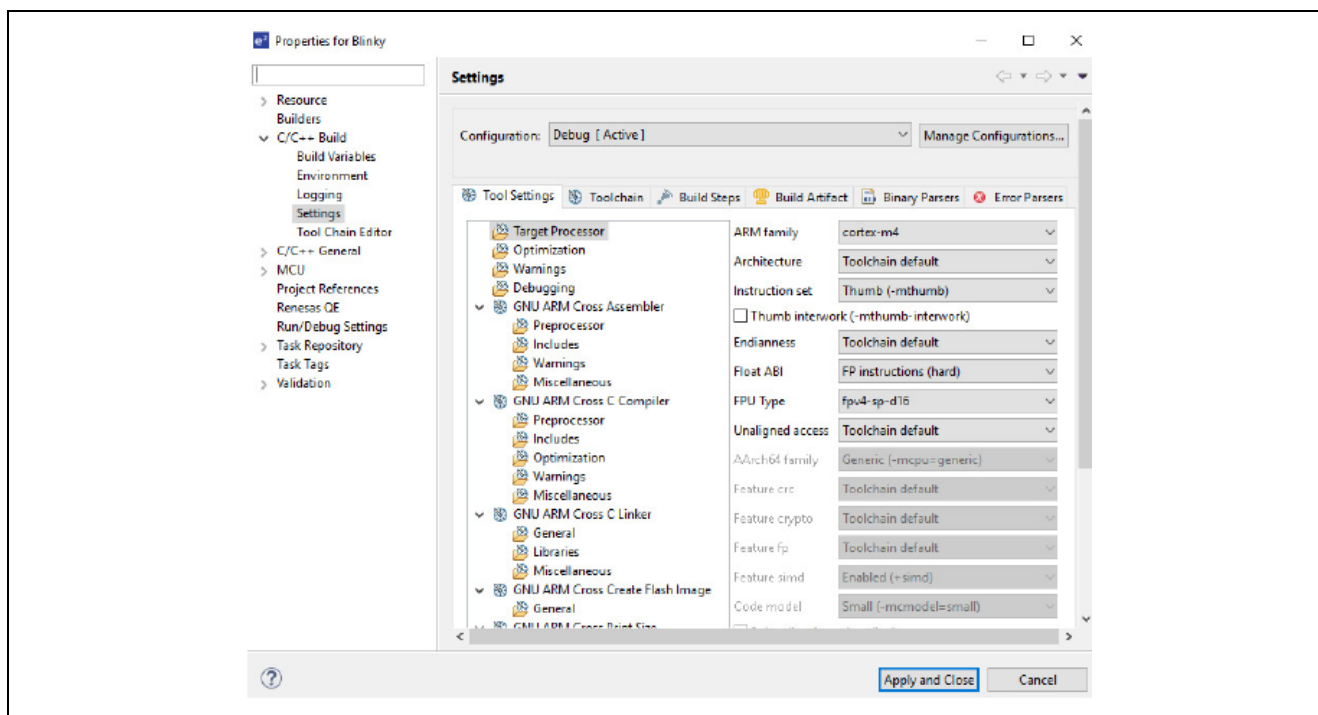 e² Properties for Blinky
Settings
Resource
Builders
C/C++ Build
Build Variables
Environment
Logging
Settings
Tool Chain Editor
C/C++ General
MCU
Project References
Renesas QE
Run/Debug Settings
Task Repository
Task Tags
Validation
Configuration: Debug [ Active ] Manage Configurations...
Tool Settings Toolchain Build Steps Build Artifact Binary Parsers Error Parsers
Target Processor
Optimization
Warnings
Debugging
GNU ARM Cross Assembler
Preprocessor
Includes
Warnings
Miscellaneous
GNU ARM Cross C Compiler
Preprocessor
Includes
Optimization
Warnings
Miscellaneous
GNU ARM Cross C Linker
General
Libraries
Miscellaneous
GNU ARM Cross Create Flash Image
General
GNU ARM Cross Print Size
ARM family cortex-m4
Architecture Toolchain default
Instruction set Thumb (-mthumb)
Thumb interwork (-mthumb-interwork)
Endianness Toolchain default
Float ABI FP instructions (hard)
FPU Type fpv4-sp-d16
Unaligned access Toolchain default
AArch64 family Generic (-mcpu=generic)
Feature crc Toolchain default
Feature crypto Toolchain default
Feature fp Toolchain default
Feature simd Enabled (+simd)
Code model Small (-mcmodel=small)
? Apply and Close Cancel